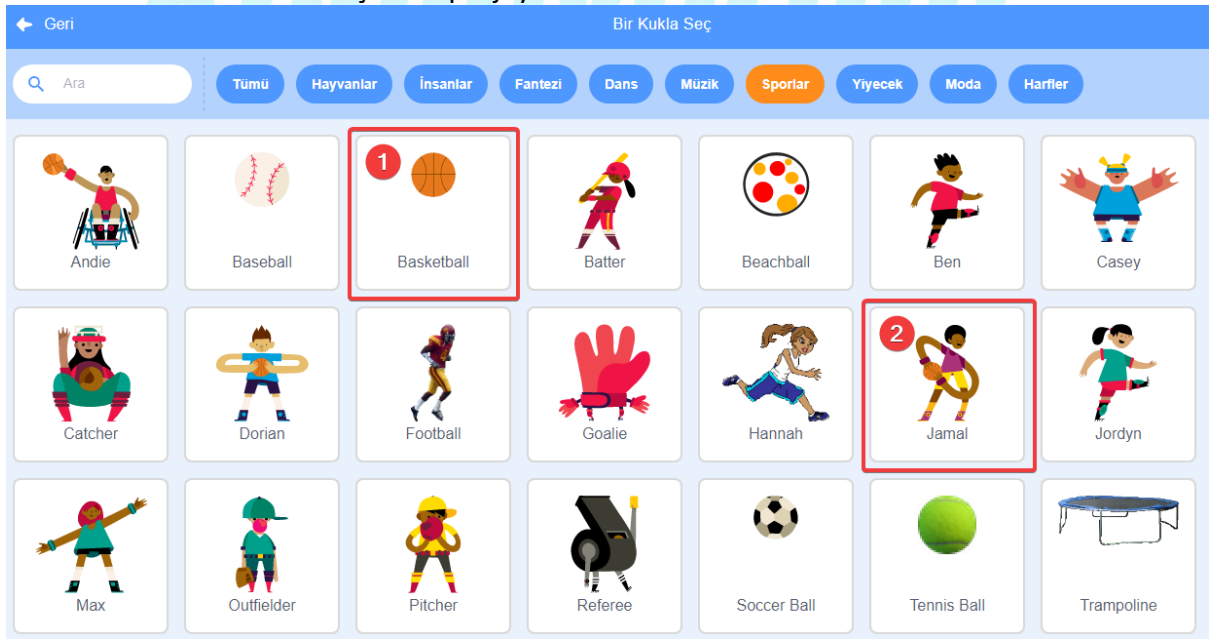 Geri
Bir Kukla Seç
Ara
Tümü Hayvanlar İnsanlar Fantezi Dans Müzik Sporlar Yiyecek Moda Harfler
1
Andie Baseball Basketball Batter Beachball Ben Casey
2
Catcher Dorian Football Goalie Hannah Jamal Jordyn
Max Outfielder Pitcher Referee Soccer Ball Tennis Ball Trampoline